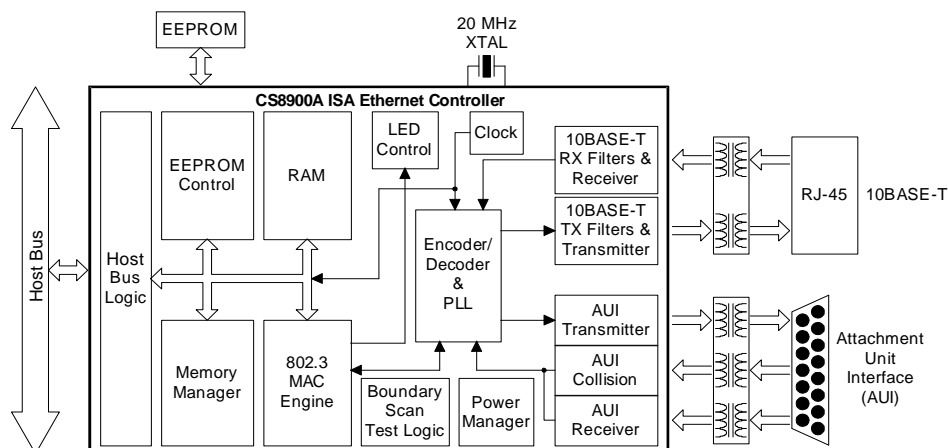 EEPROM
20 MHz
XTAL
CS8900A ISA Ethernet Controller
Host Bus
Host
Bus
Logic
EEPROM
Control
RAM
LED
Control
Clock
10BASE-T
RX Filters &
Receiver
10BASE-T
TX Filters &
Transmitter
RJ-45
10BASE-T
Encoder/
Decoder
&
PLL
Memory
Manager
802.3
MAC
Engine
Boundary
Scan
Test Logic
Power
Manager
AUI
Transmitter
AUI
Collision
AUI
Receiver
Attachment
Unit
Interface
(AUI)